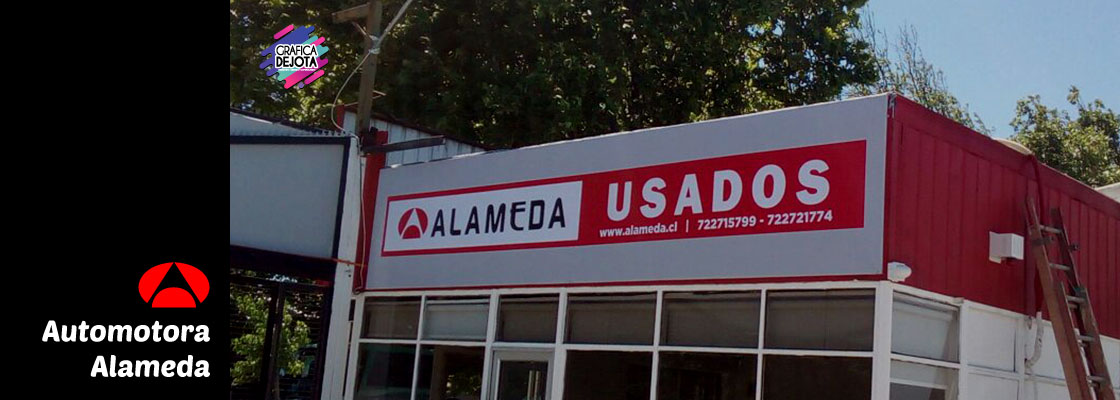 GRAFICA
DEJOTA
ALAMEDA
USADOS
www.alameda.cl | 722715799 - 722721774
Automotora
Alameda